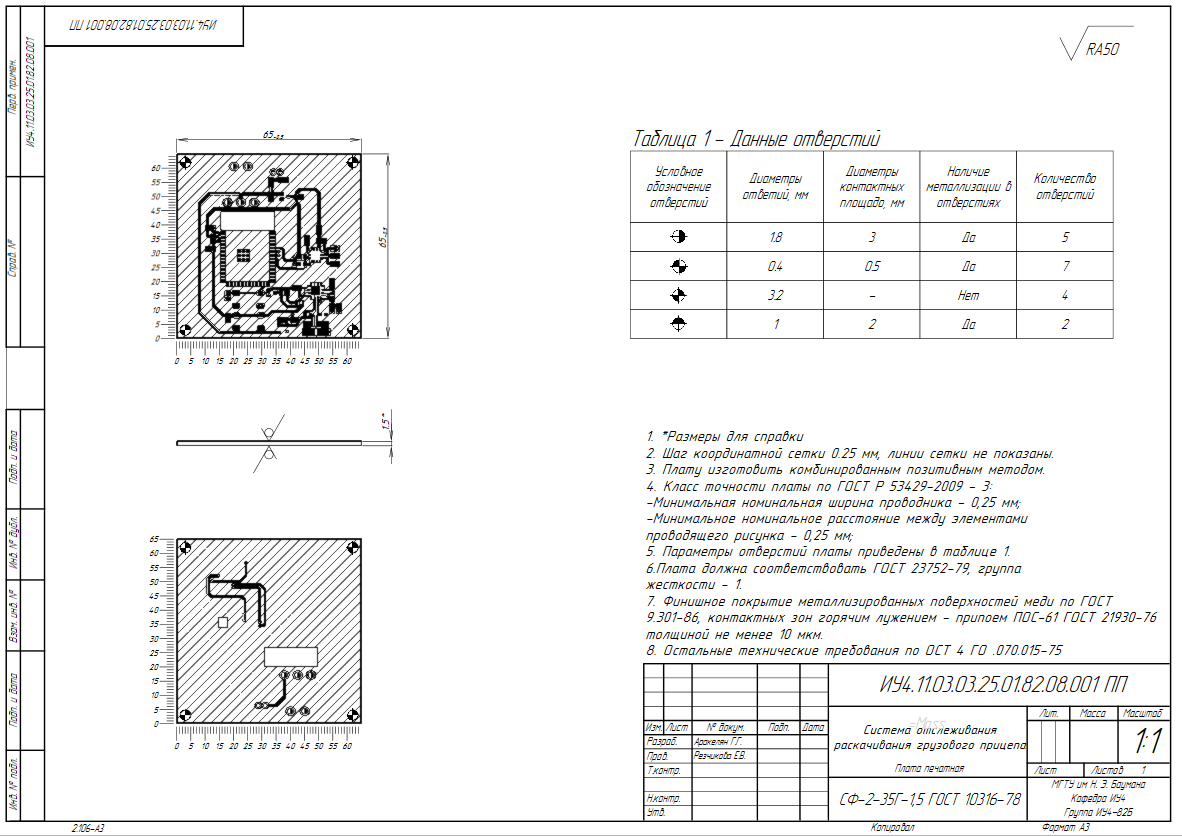 ИУ4.11.03.03.25.01.82.08.001 ПП
Перв. примен.
ИУ4.11.03.03.25.01.82.08.001
Справ. №
Подп. и дата
Инв. № дубл.
Взам. инв. №
Подп. и дата
Инв. № подл.
RA50
65-0.5
65-0.5
60
55
50
45
40
35
30
25
20
15
10
5
0
0 5 10 15 20 25 30 35 40 45 50 55 60
1.5*
65
60
55
50
45
40
35
30
25
20
15
10
5
0
0 5 10 15 20 25 30 35 40 45 50 55 60
Таблица 1 - Данные отверстий
Условное обозначение отверстий
Диаметры ответий, мм
Диаметры контактных площадо, мм
Наличие металлизации в отверстиях
Количество отверстий
1.8 3 Да 5
0.4 0.5 Да 7
3.2 - Нет 4
1 2 Да 2
1. *Размеры для справки
2. Шаг координатной сетки 0.25 мм, линии сетки не показаны.
3. Плату изготовить комбинированным позитивным методом.
4. Класс точности платы по ГОСТ Р 53429-2009 - 3:
-Минимальная номинальная ширина проводника - 0,25 мм;
-Минимальное номинальное расстояние между элементами
проводящего рисунка - 0,25 мм;
5. Параметры отверстий платы приведены в таблице 1.
6.Плата должна соответствовать ГОСТ 23752-79, группа
жесткости - 1.
7. Финишное покрытие металлизированных поверхностей меди по ГОСТ
9.301-86, контактных зон горячим лужением - припоем ПОС-61 ГОСТ 21930-76
толщиной не менее 10 мкм.
8. Остальные технические требования по ОСТ 4 ГО .070.015-75
ИУ4.11.03.03.25.01.82.08.001 ПП
Изм. Лист № докум. Подп. Дата
Разраб. Аракелян Г.Г.
Пров. Резчикова Е.В.
Т.контр.
Н.контр.
Утв.
=Mass
Система отслеживания
раскачивания грузового прицепа
Плата печатная
Лит. Масса Масштаб
1:1
Лист Листов 1
СФ-2-35Г-1,5 ГОСТ 10316-78
МГТУ им Н. Э. Баумана
Кафедра ИУ4
Группа ИУ4-82Б
2.106-А3
Копировал
Формат А3